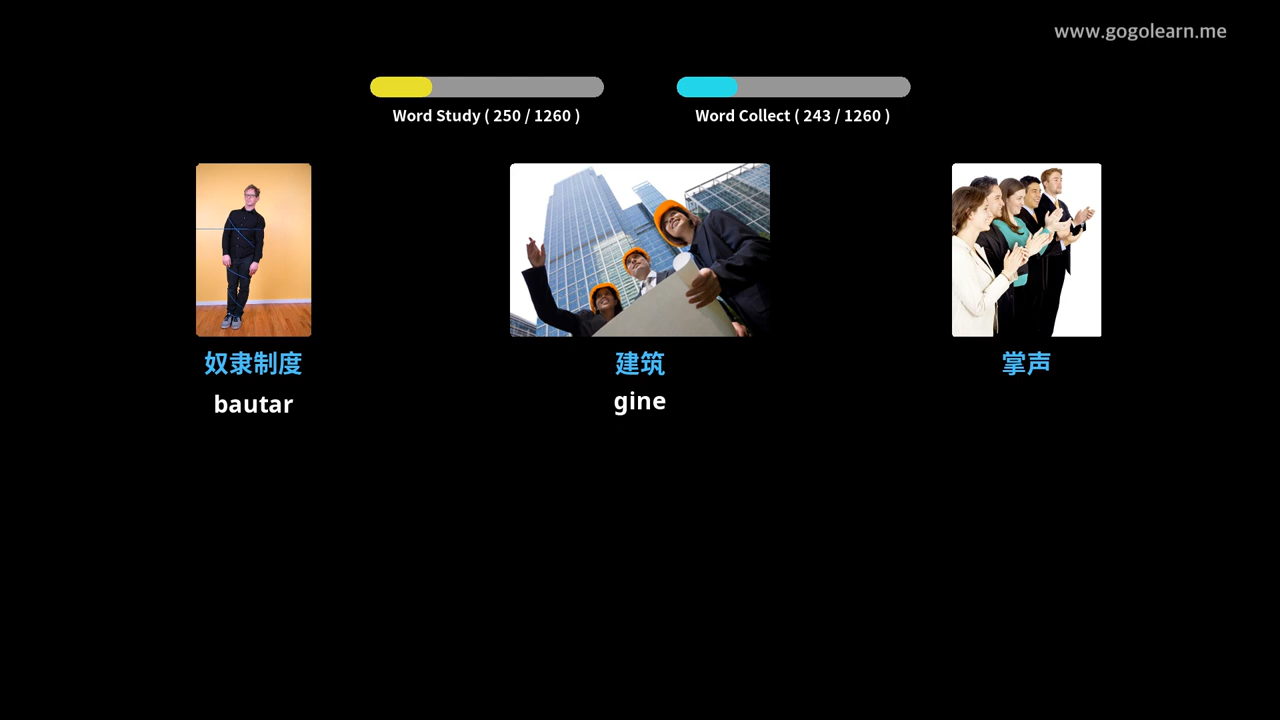 www.gogolearn.me
Word Study ( 250 / 1260 )
Word Collect ( 243 / 1260 )
奴隶制度
建筑
掌声
bautar
gine